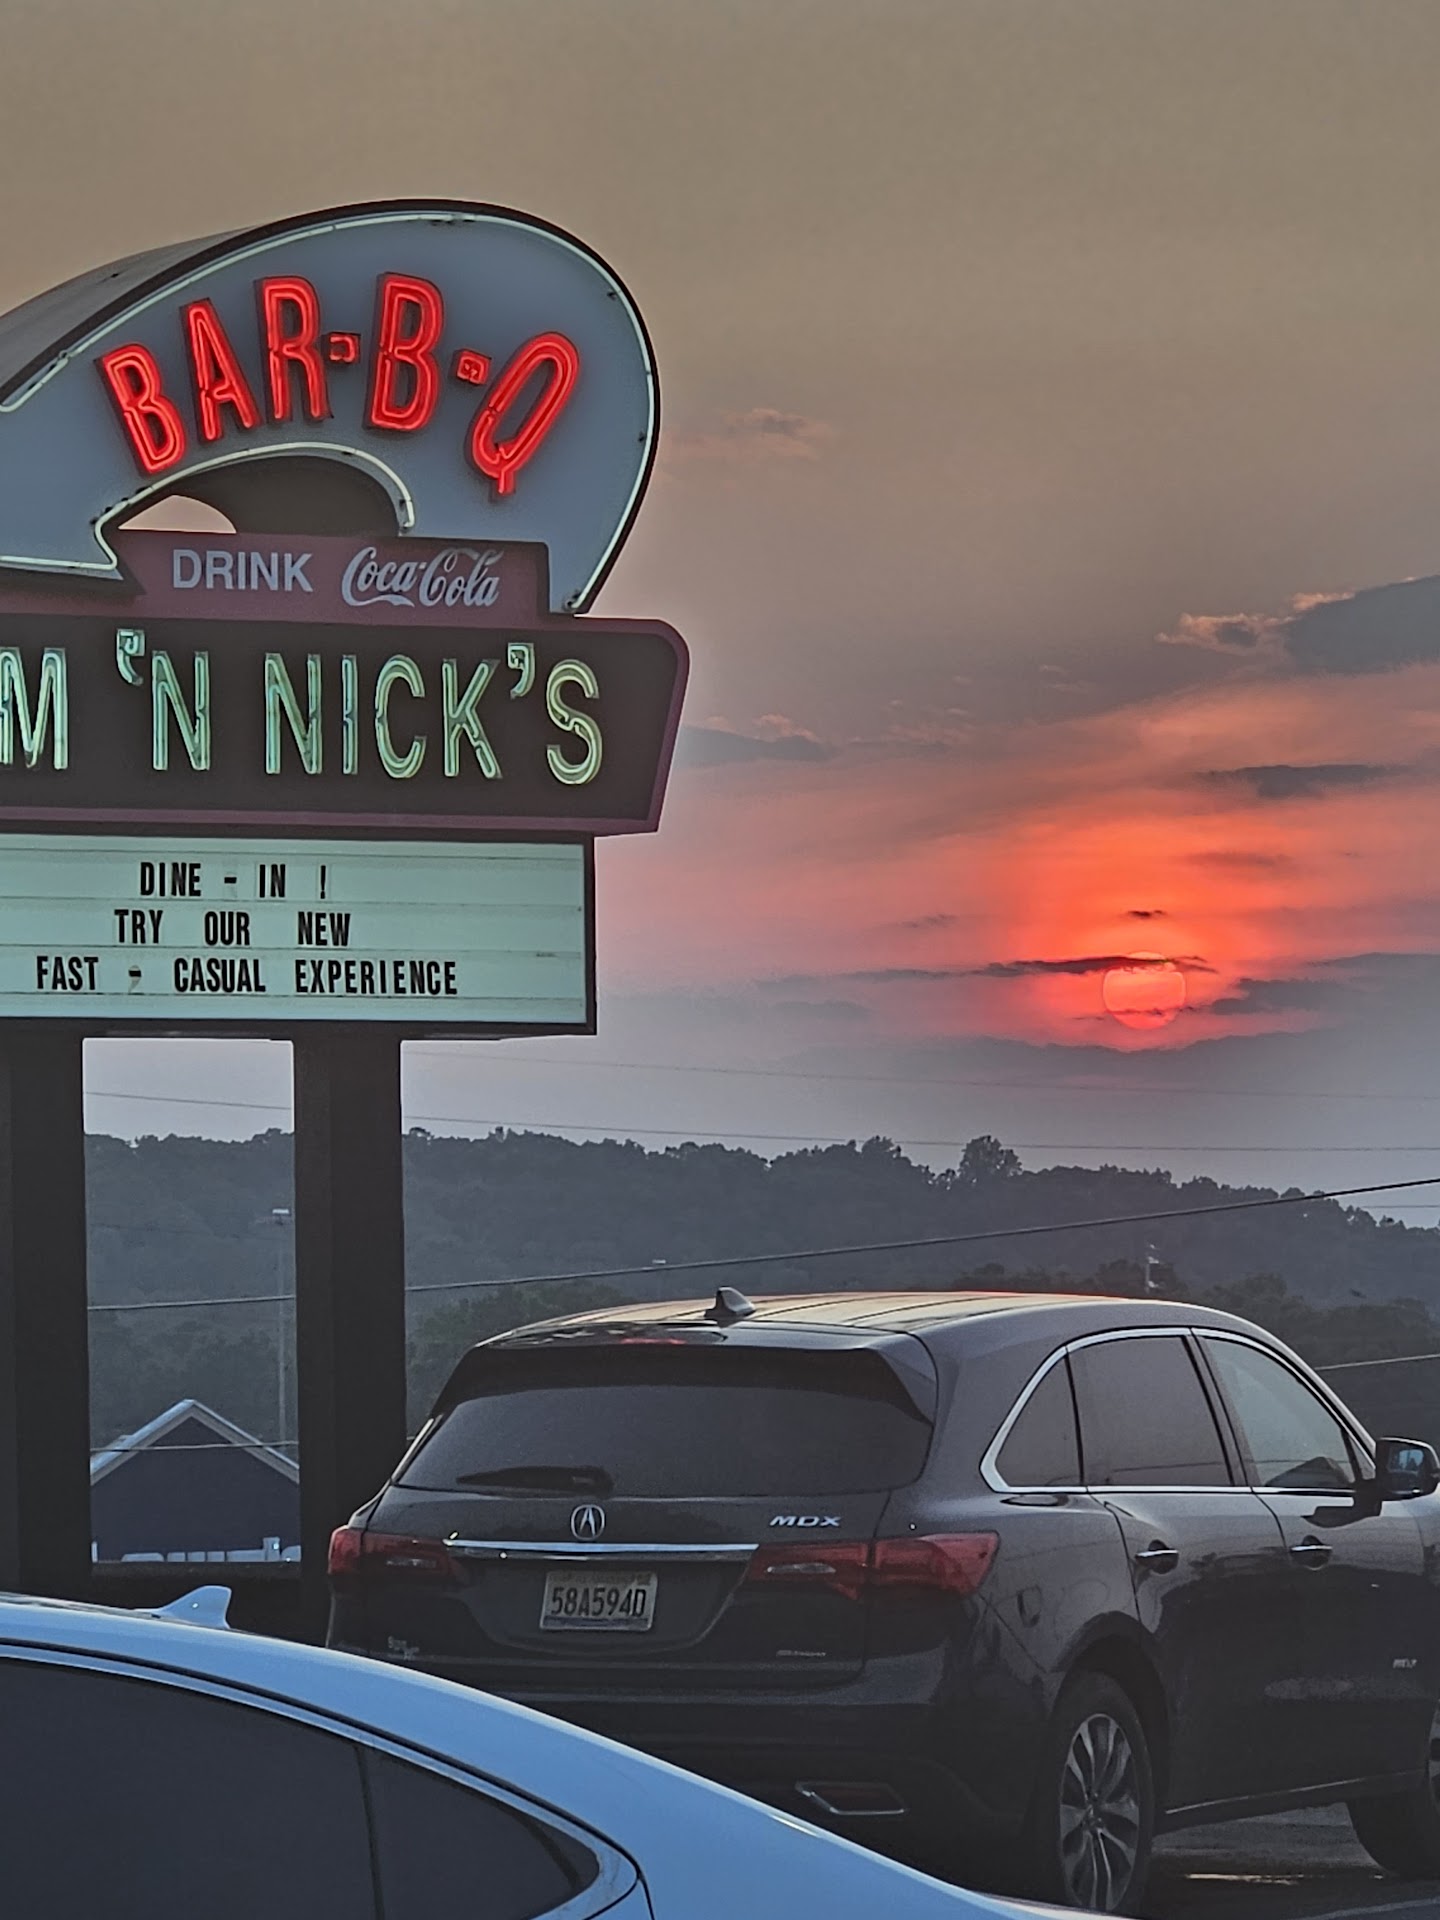 BAR-B-Q
DRINK Coca-Cola
M 'N NICK'S
DINE - IN !
TRY OUR NEW
FAST - CASUAL EXPERIENCE
MDX
58A594D